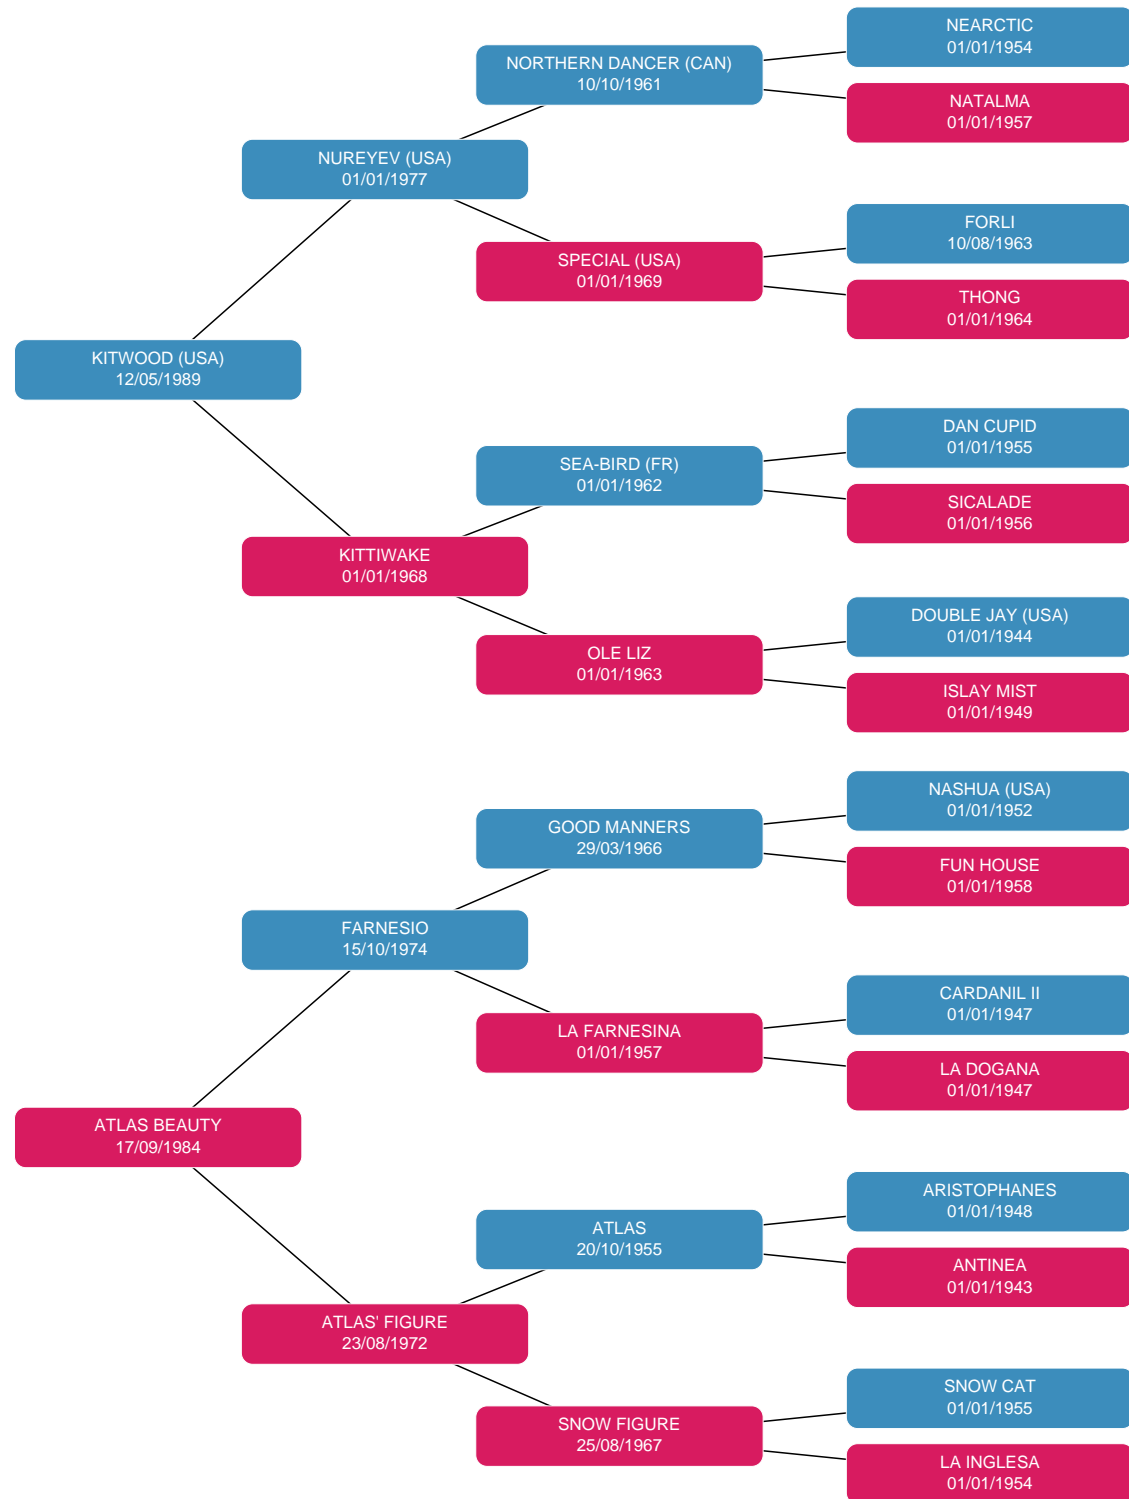 NEARCTIC
01/01/1954
NORTHERN DANCER (CAN)
10/10/1961
NATALMA
01/01/1957
NUREYEV (USA)
01/01/1977
FORLI
10/08/1963
SPECIAL (USA)
01/01/1969
THONG
01/01/1964
KITWOOD (USA)
12/05/1989
DAN CUPID
01/01/1955
SEA-BIRD (FR)
01/01/1962
SICALADE
01/01/1956
KITTIWAKE
01/01/1968
DOUBLE JAY (USA)
01/01/1944
OLE LIZ
01/01/1963
ISLAY MIST
01/01/1949
NASHUA (USA)
01/01/1952
GOOD MANNERS
29/03/1966
FUN HOUSE
01/01/1958
FARNESIO
15/10/1974
CARDANIL II
01/01/1947
LA FARNESINA
01/01/1957
LA DOGANA
01/01/1947
ATLAS BEAUTY
17/09/1984
ARISTOPHANES
01/01/1948
ATLAS
20/10/1955
ANTINEA
01/01/1943
ATLAS' FIGURE
23/08/1972
SNOW CAT
01/01/1955
SNOW FIGURE
25/08/1967
LA INGLESA
01/01/1954